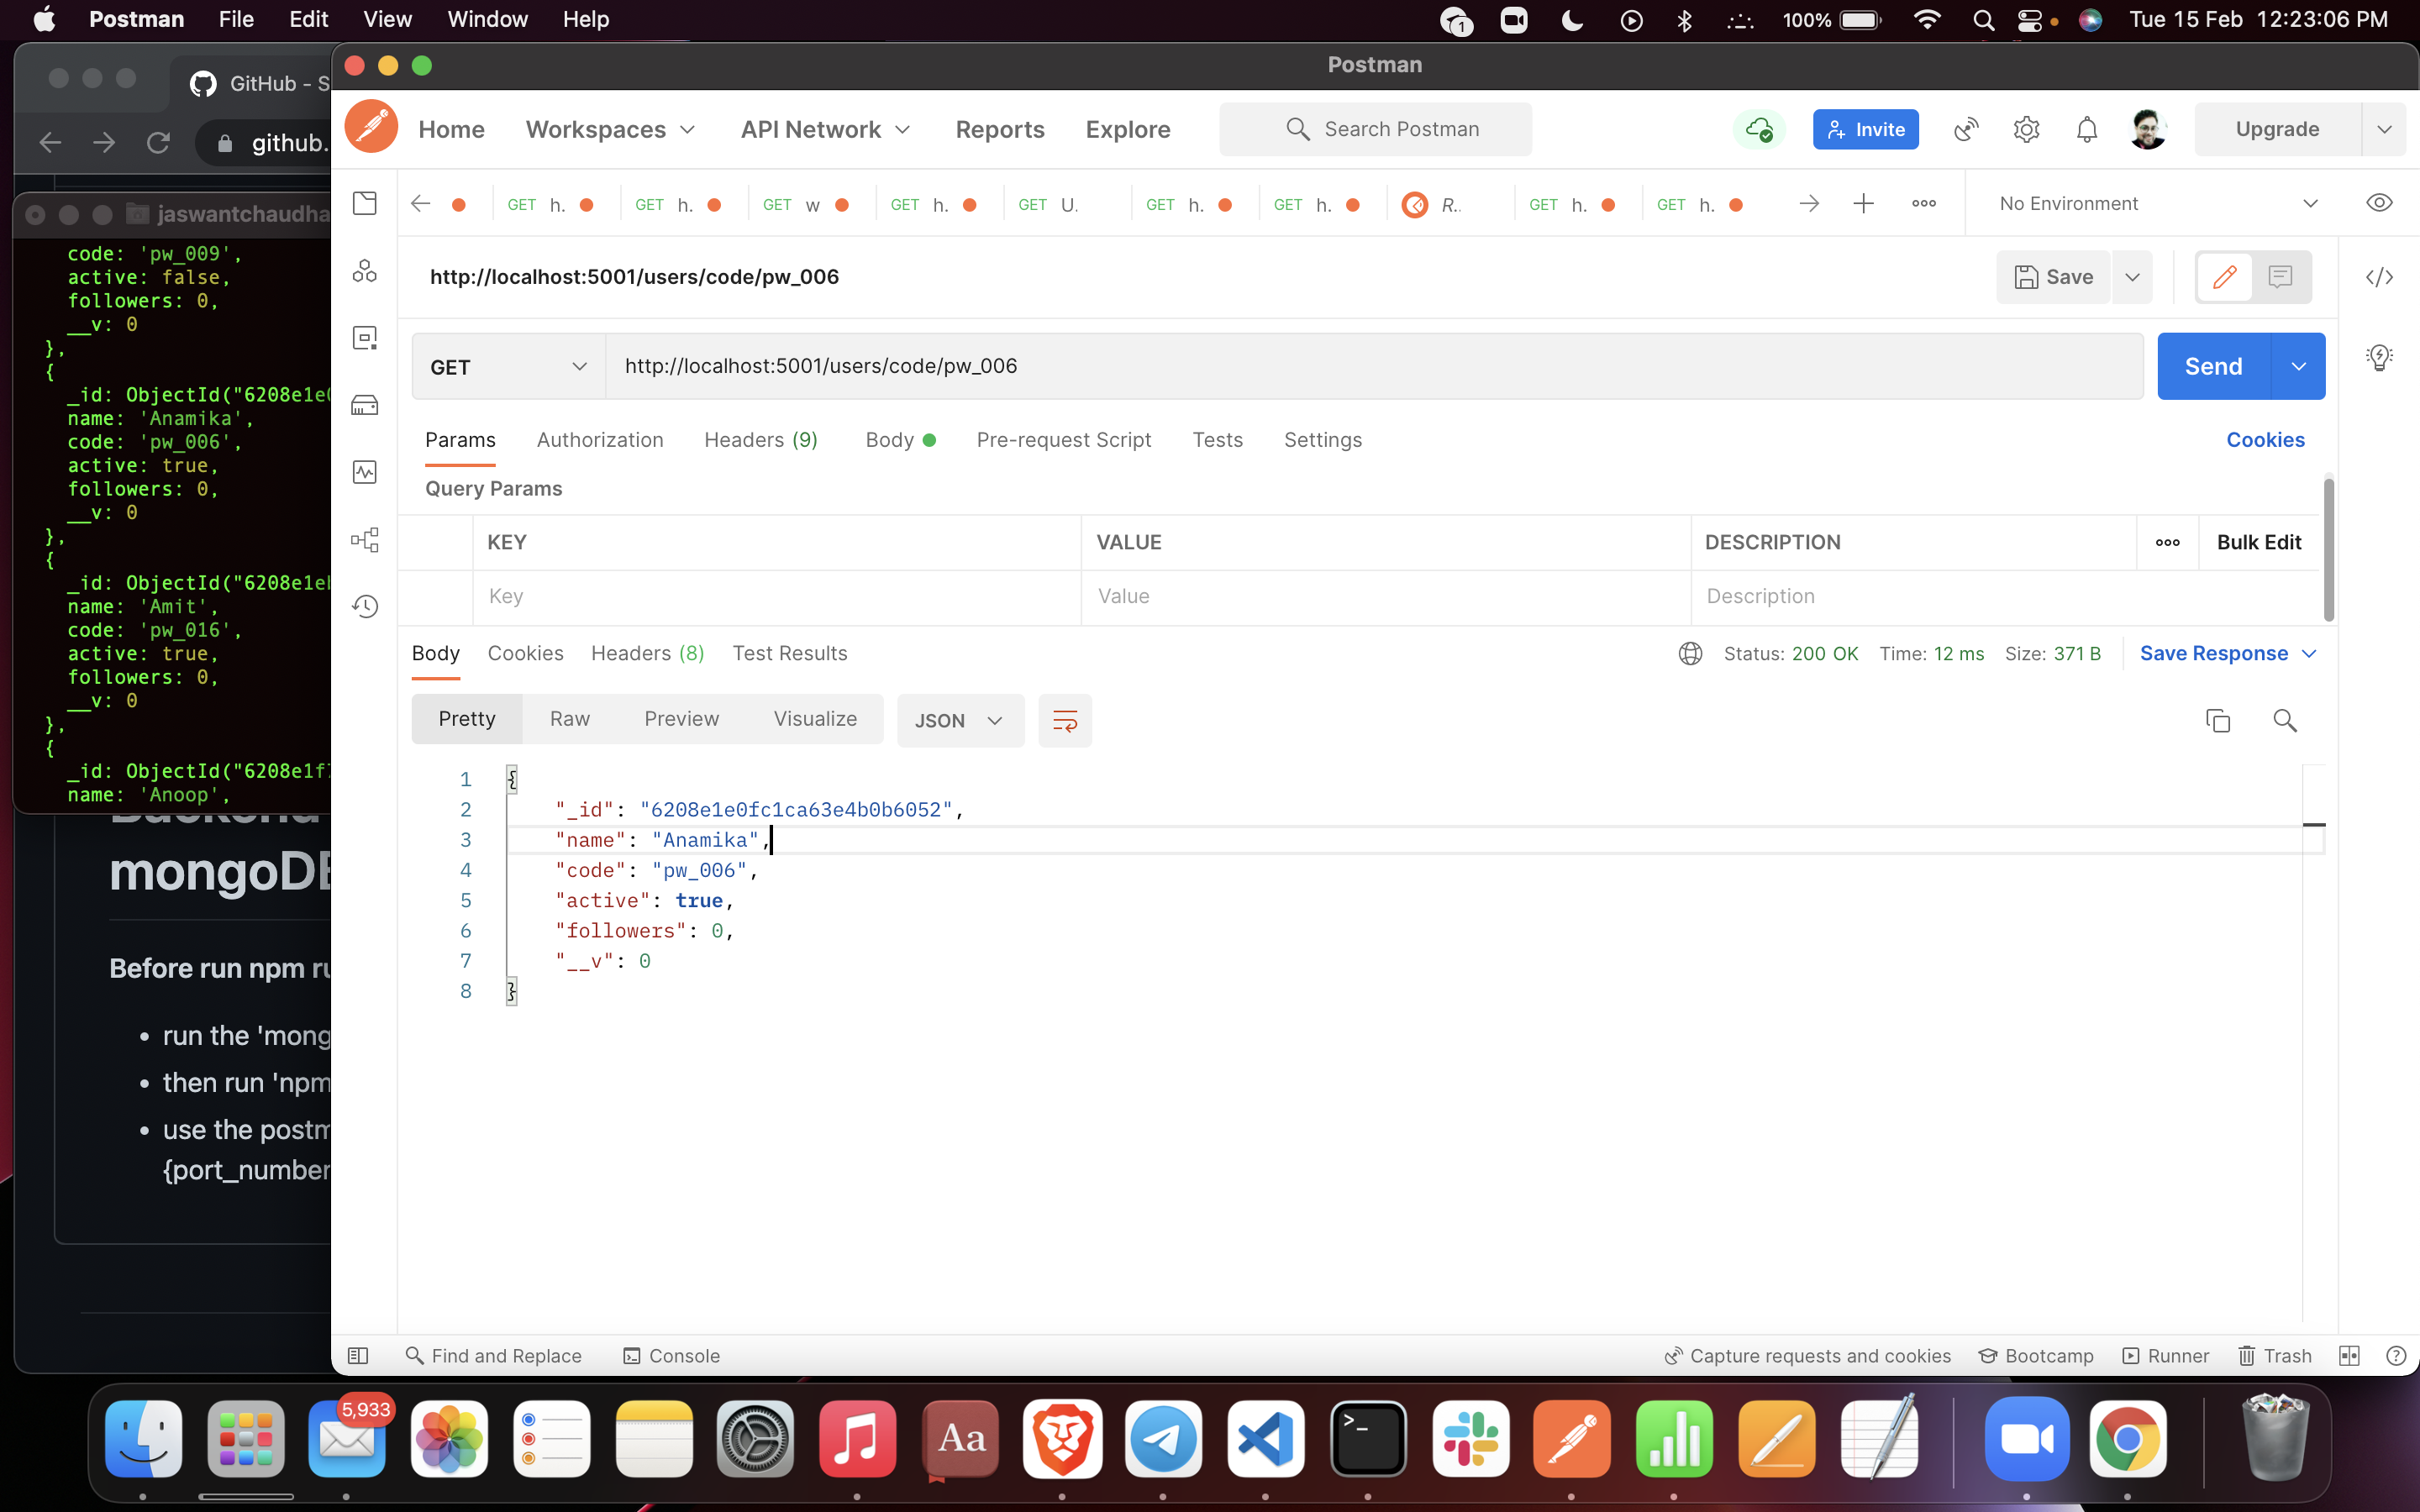 Postman File Edit View Window Help
1 100% Tue 15 Feb 12:23:06 PM
GitHub - S
github.
Postman
Home Workspaces API Network Reports Explore Search Postman Invite Upgrade
GET h. GET h. GET w GET h. GET U. GET h. GET h. R.. GET h. GET h. No Environment
jaswantchaudha
code: 'pw_009',
active: false,
followers: 0,
__v: 0
},
{
_id: ObjectId("6208e1e0
name: 'Anamika',
code: 'pw_006',
active: true,
followers: 0,
__v: 0
},
{
_id: ObjectId("6208e1eb
name: 'Amit',
code: 'pw_016',
active: true,
followers: 0,
__v: 0
},
{
_id: ObjectId("6208e1f7
name: 'Anoop',
Backend
mongoDB
Before run npm ru
• run the 'mong
• then run 'npm
• use the postm
{port_number
http://localhost:5001/users/code/pw_006
Save
GET http://localhost:5001/users/code/pw_006 Send
Params Authorization Headers (9) Body Pre-request Script Tests Settings Cookies
Query Params
KEY VALUE DESCRIPTION Bulk Edit
Key Value Description
Body Cookies Headers (8) Test Results Status: 200 OK Time: 12 ms Size: 371 B Save Response
Pretty Raw Preview Visualize JSON
1 {
2 "_id": "6208e1e0fc1ca63e4b0b6052",
3 "name": "Anamika",
4 "code": "pw_006",
5 "active": true,
6 "followers": 0,
7 "__v": 0
8 }
Find and Replace Console Capture requests and cookies Bootcamp Runner Trash
5,933
Aa